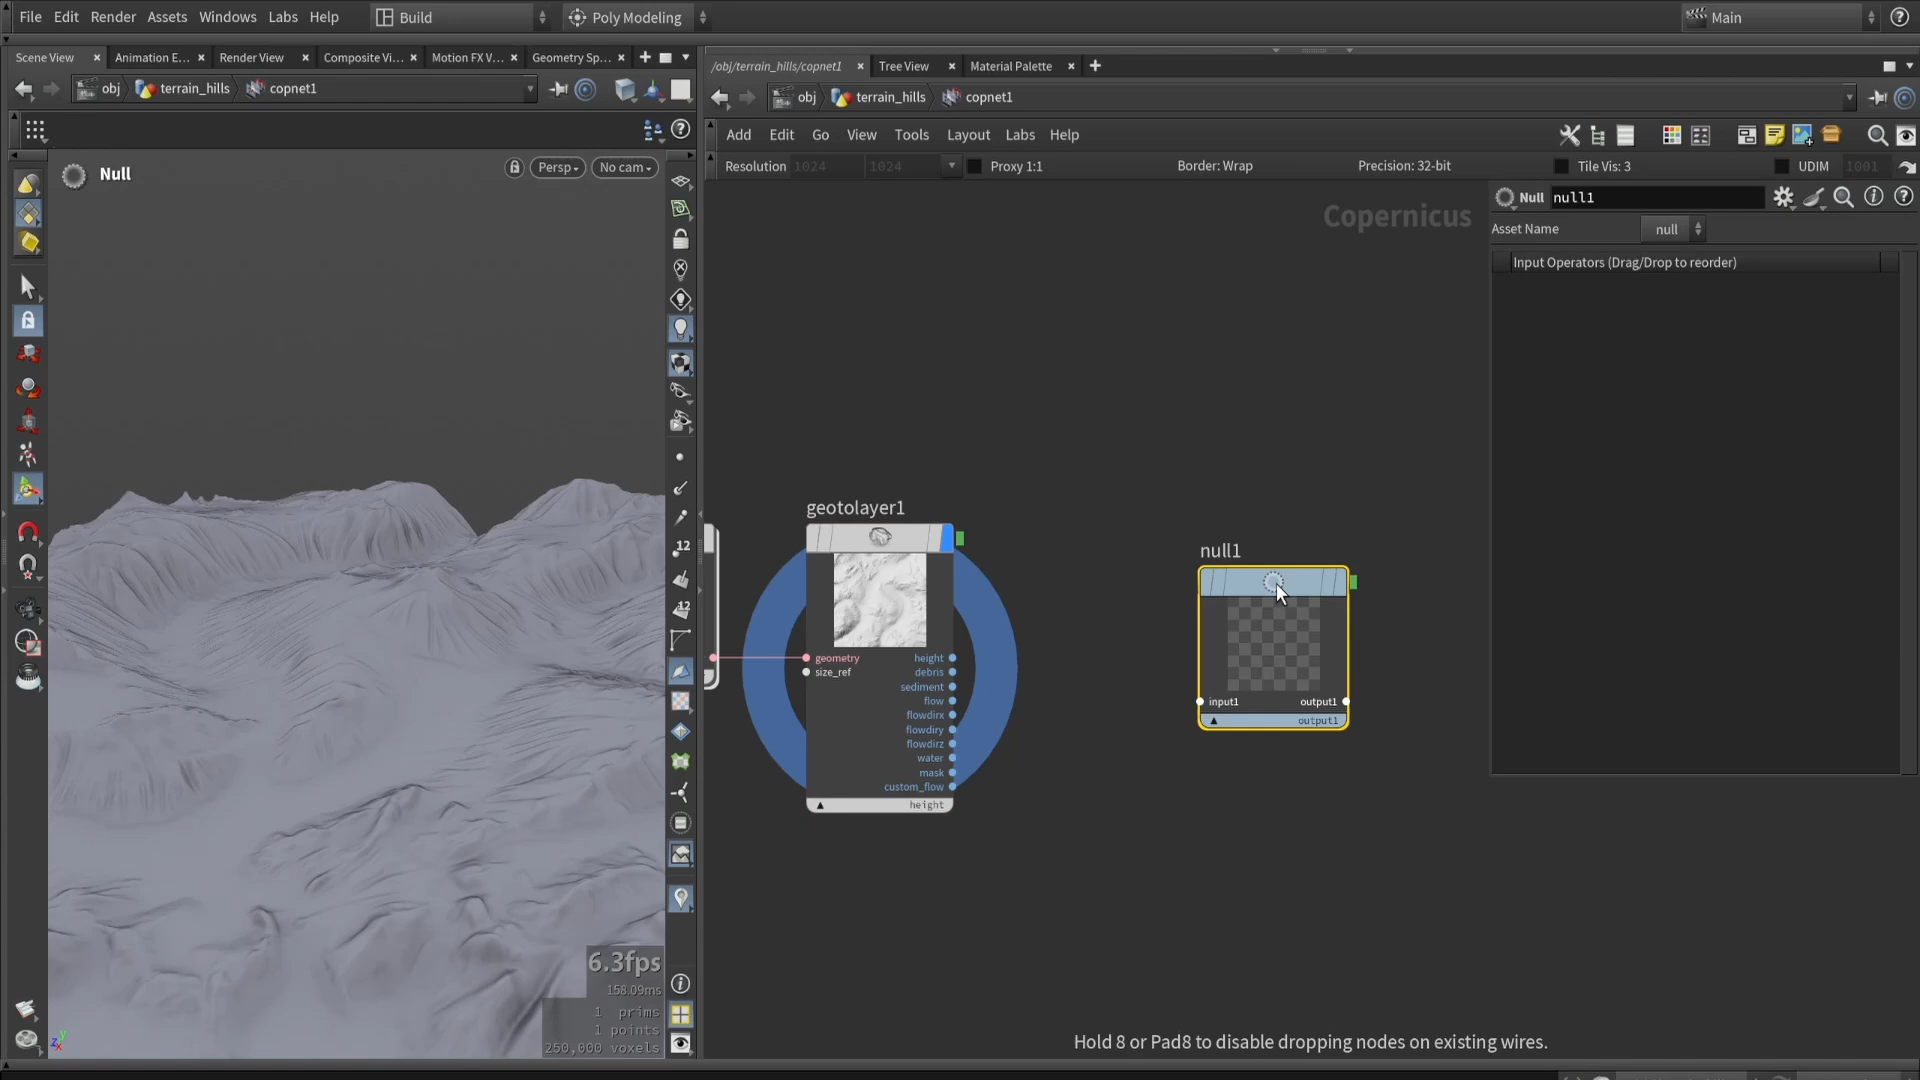 File Edit Render Assets Windows Labs Help
Build
Poly Modeling
Main
Scene View
Animation E...
Render View
Composite Vi...
Motion FX V...
Geometry Sp...
obj
terrain_hills
copnet1
Null
Persp
No cam
12
12
6.3fps
158.09ms
1 prims
1 points
250,000 voxels
/obj/terrain_hills/copnet1
Tree View
Material Palette
obj
terrain_hills
copnet1
Add Edit Go View Tools Layout Labs Help
Resolution 1024 1024
Proxy 1:1
Border: Wrap
Precision: 32-bit
Tile Vis: 3
UDIM 1001
Copernicus
Null null1
Asset Name null
Input Operators (Drag/Drop to reorder)
geotolayer1
geometry height
size_ref debris
sediment
flow
flowdirx
flowdiry
flowdirz
water
mask
custom_flow
height
null1
input1 output1
output1
Hold 8 or Pad8 to disable dropping nodes on existing wires.